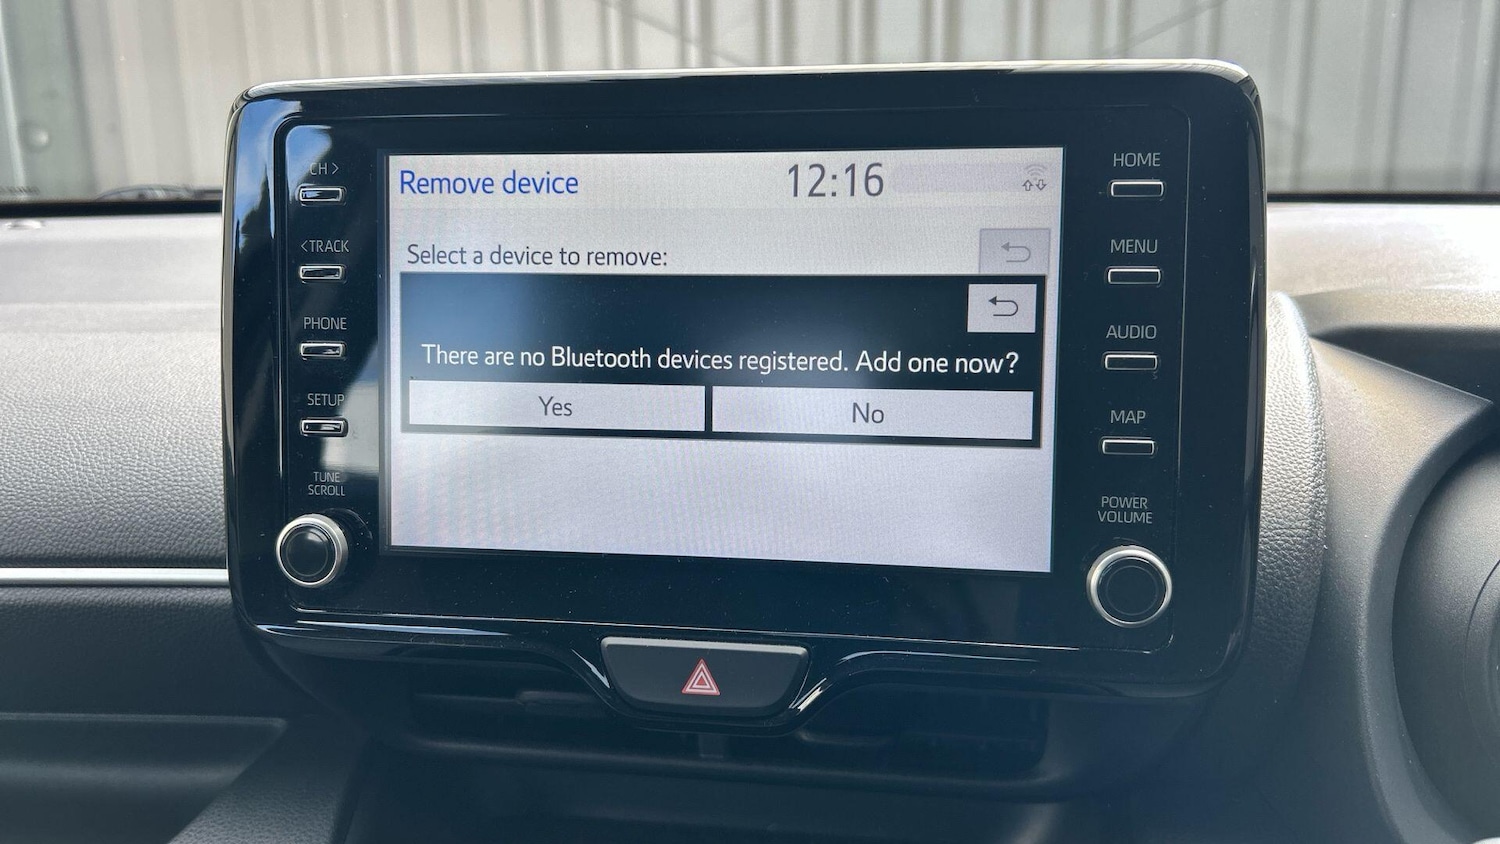 CH >
<TRACK
PHONE
SETUP
TUNE
SCROLL
Remove device
12:16
Select a device to remove:
There are no Bluetooth devices registered. Add one now?
Yes
No
HOME
MENU
AUDIO
MAP
POWER
VOLUME